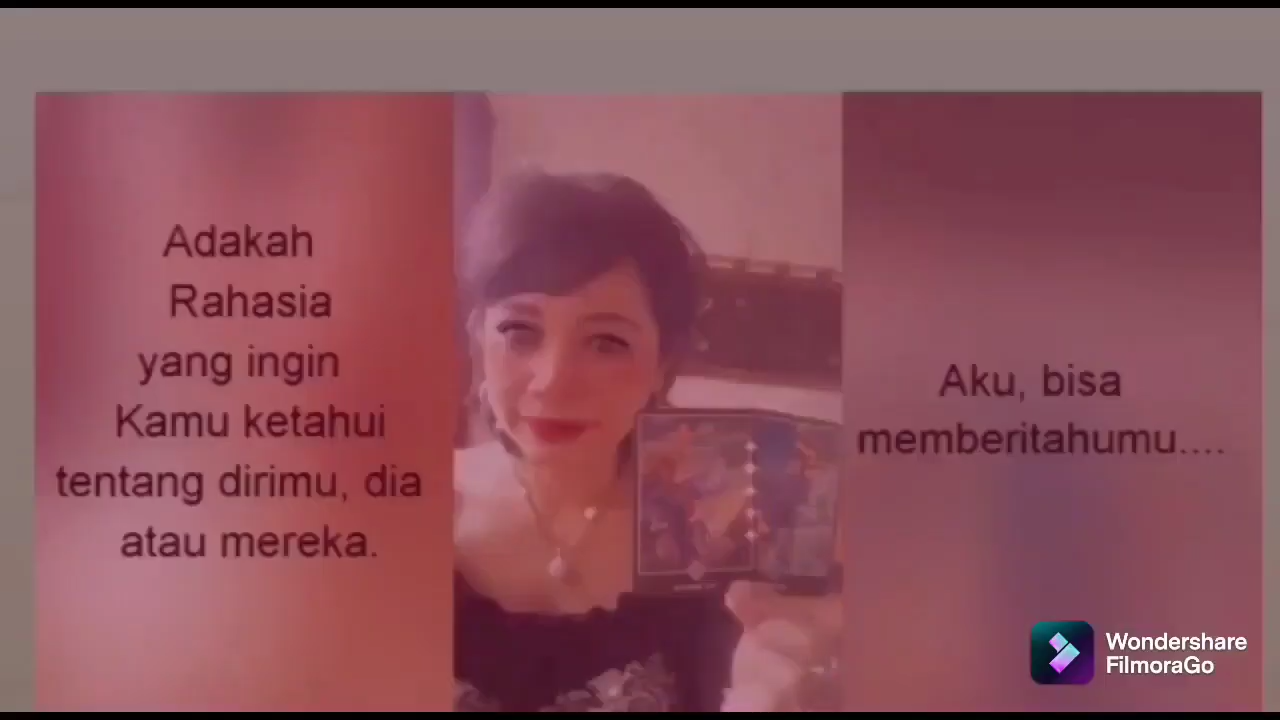 Adakah
Rahasia
yang ingin
Kamu ketahui
tentang dirimu, dia
atau mereka.
Aku, bisa
memberitahumu....
Wondershare
FilmoraGo